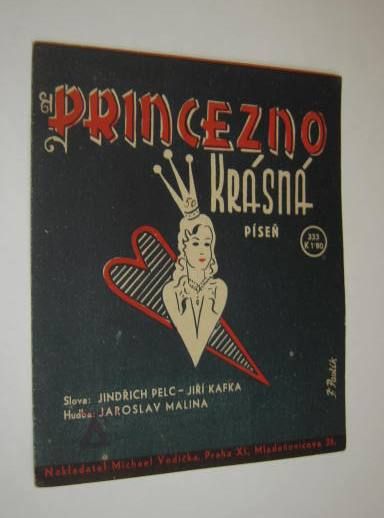 PRINCEZNO
KRÁSNÁ
PÍSEŇ
333
K 1·80
Slova: JINDŘICH PELC – JIŘÍ KAFKA
Hudba: JAROSLAV MALINA
Nakladatel Michael Vodička, Praha XI., Mladoňovicova 21.